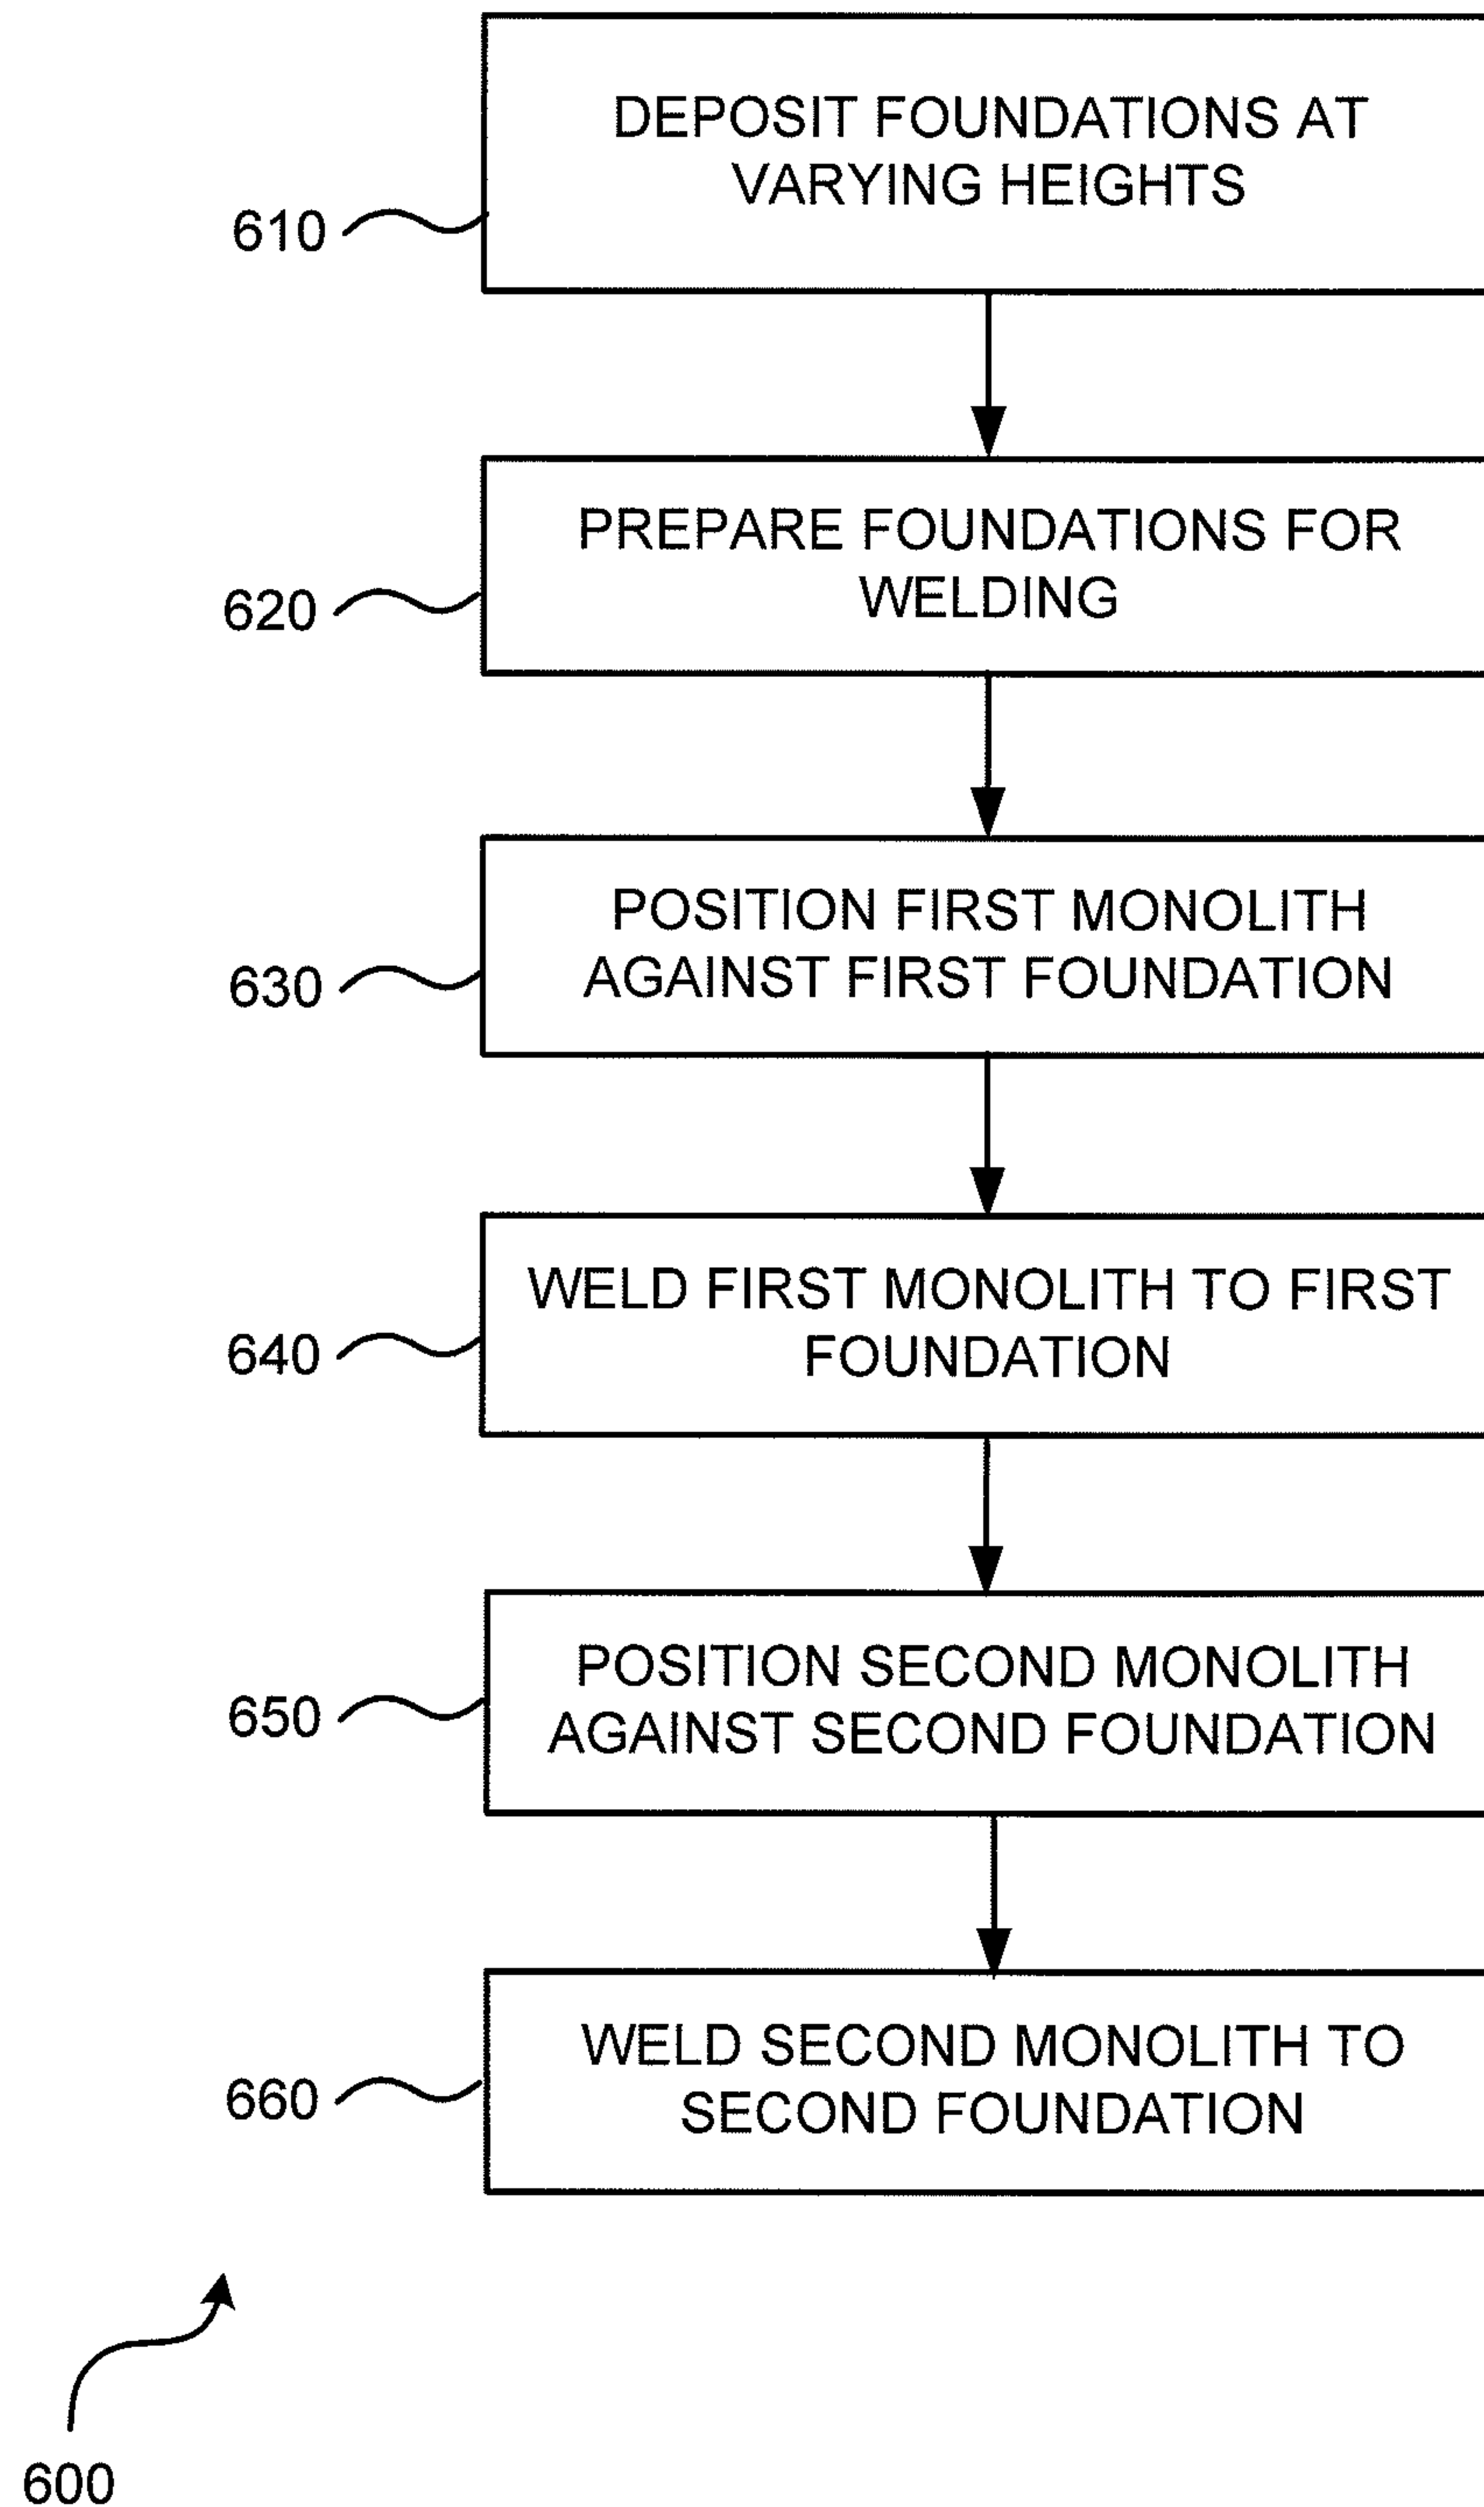 DEPOSIT FOUNDATIONS AT
VARYING HEIGHTS
610
PREPARE FOUNDATIONS FOR
WELDING
620
POSITION FIRST MONOLITH
AGAINST FIRST FOUNDATION
630
WELD FIRST MONOLITH TO FIRST
FOUNDATION
640
POSITION SECOND MONOLITH
AGAINST SECOND FOUNDATION
650
WELD SECOND MONOLITH TO
SECOND FOUNDATION
660
600